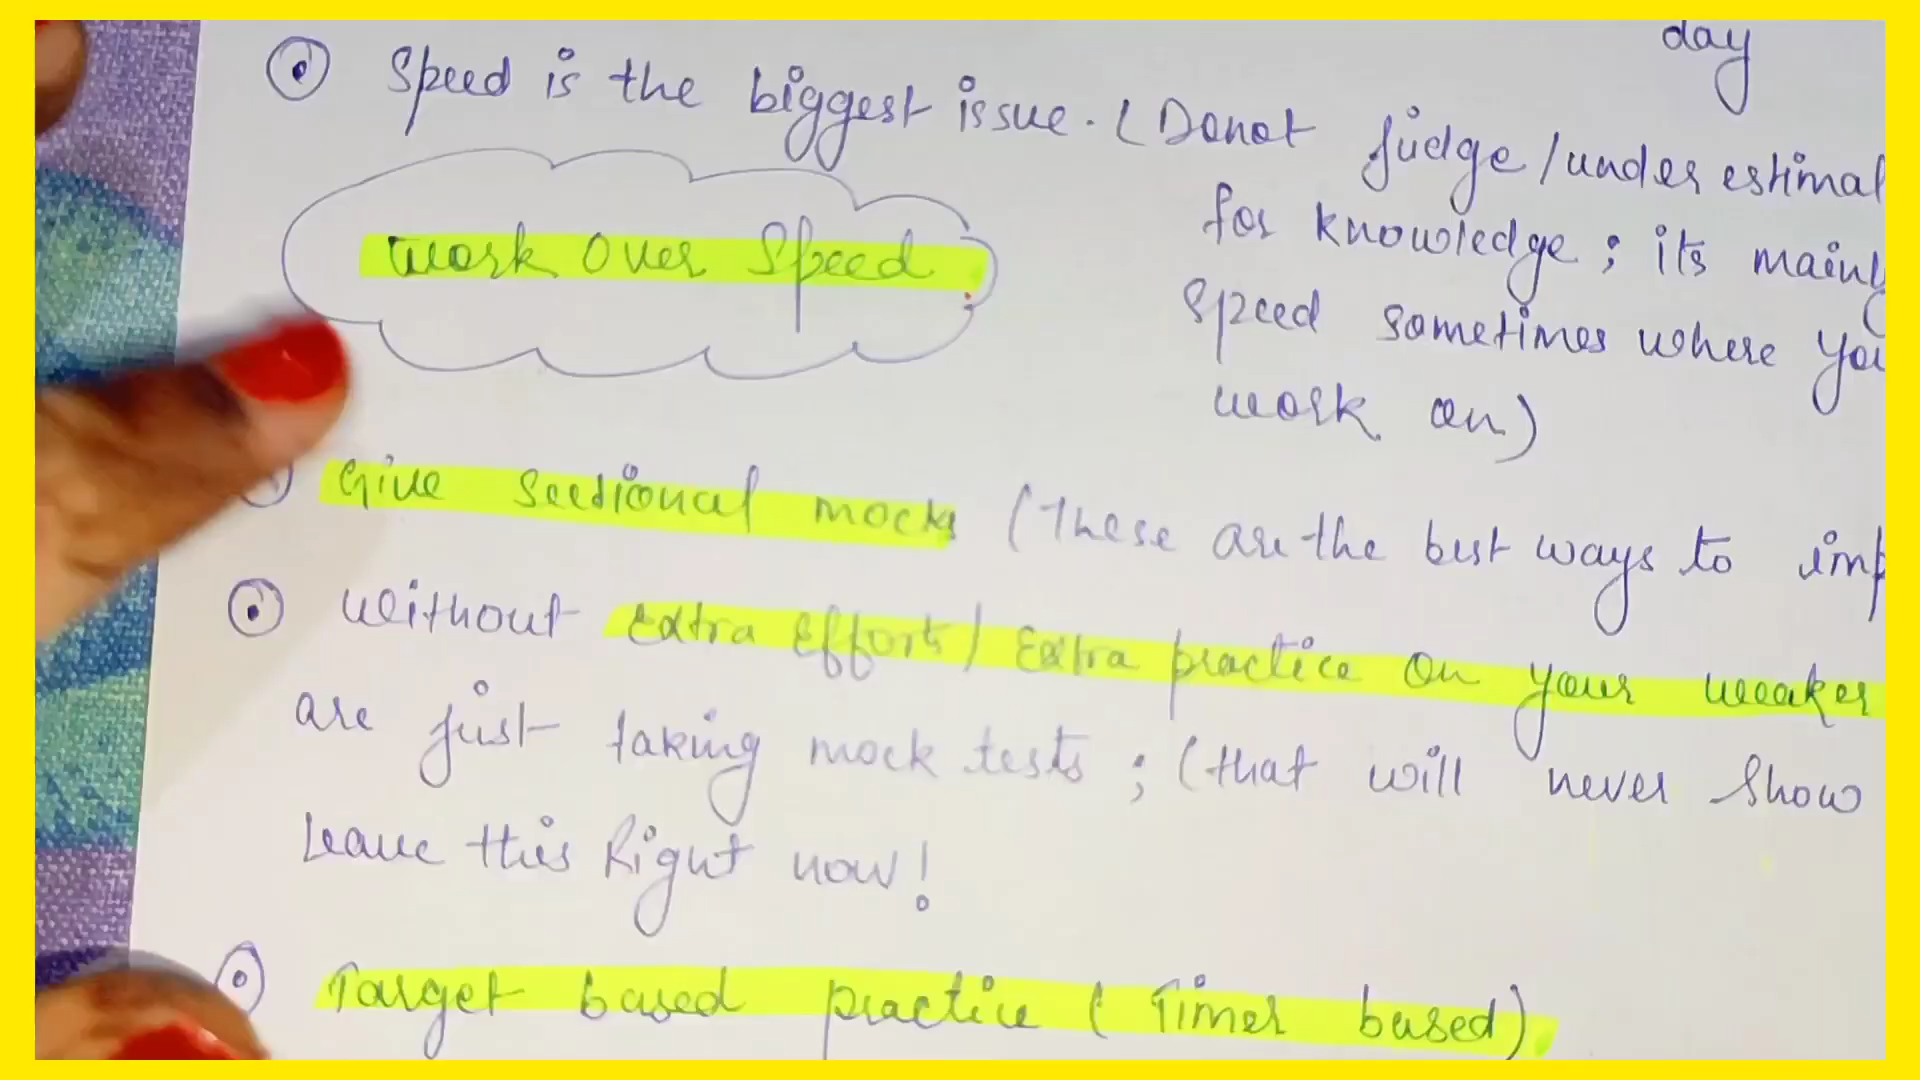 day
Speed is the biggest issue. (Donot judge/under estimat
for knowledge; its mainly
Work Over Speed
speed sometimes where you
work on)
Give Sectional mocks (These are the best ways to imp
without Extra Efforts/Extra practice on your weaker
are just taking mock tests; (that will never show
Leave this Right now!
Target based practice (Timer based).